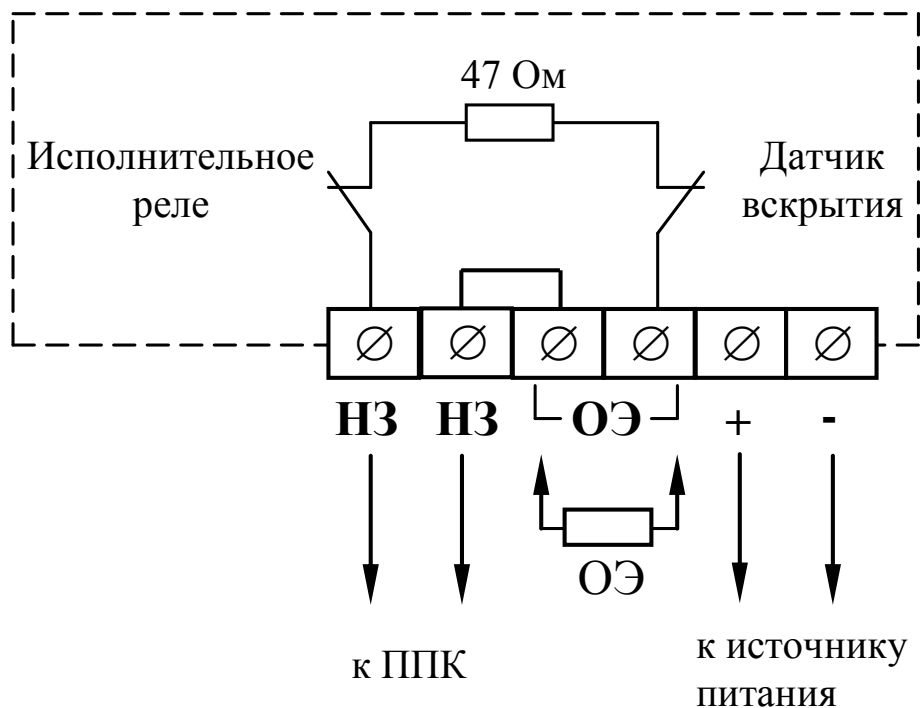 47 Ом
Исполнительное
реле
Датчик
вскрытия
НЗ НЗ ОЭ + -
ОЭ
к ППК
к источнику
питания